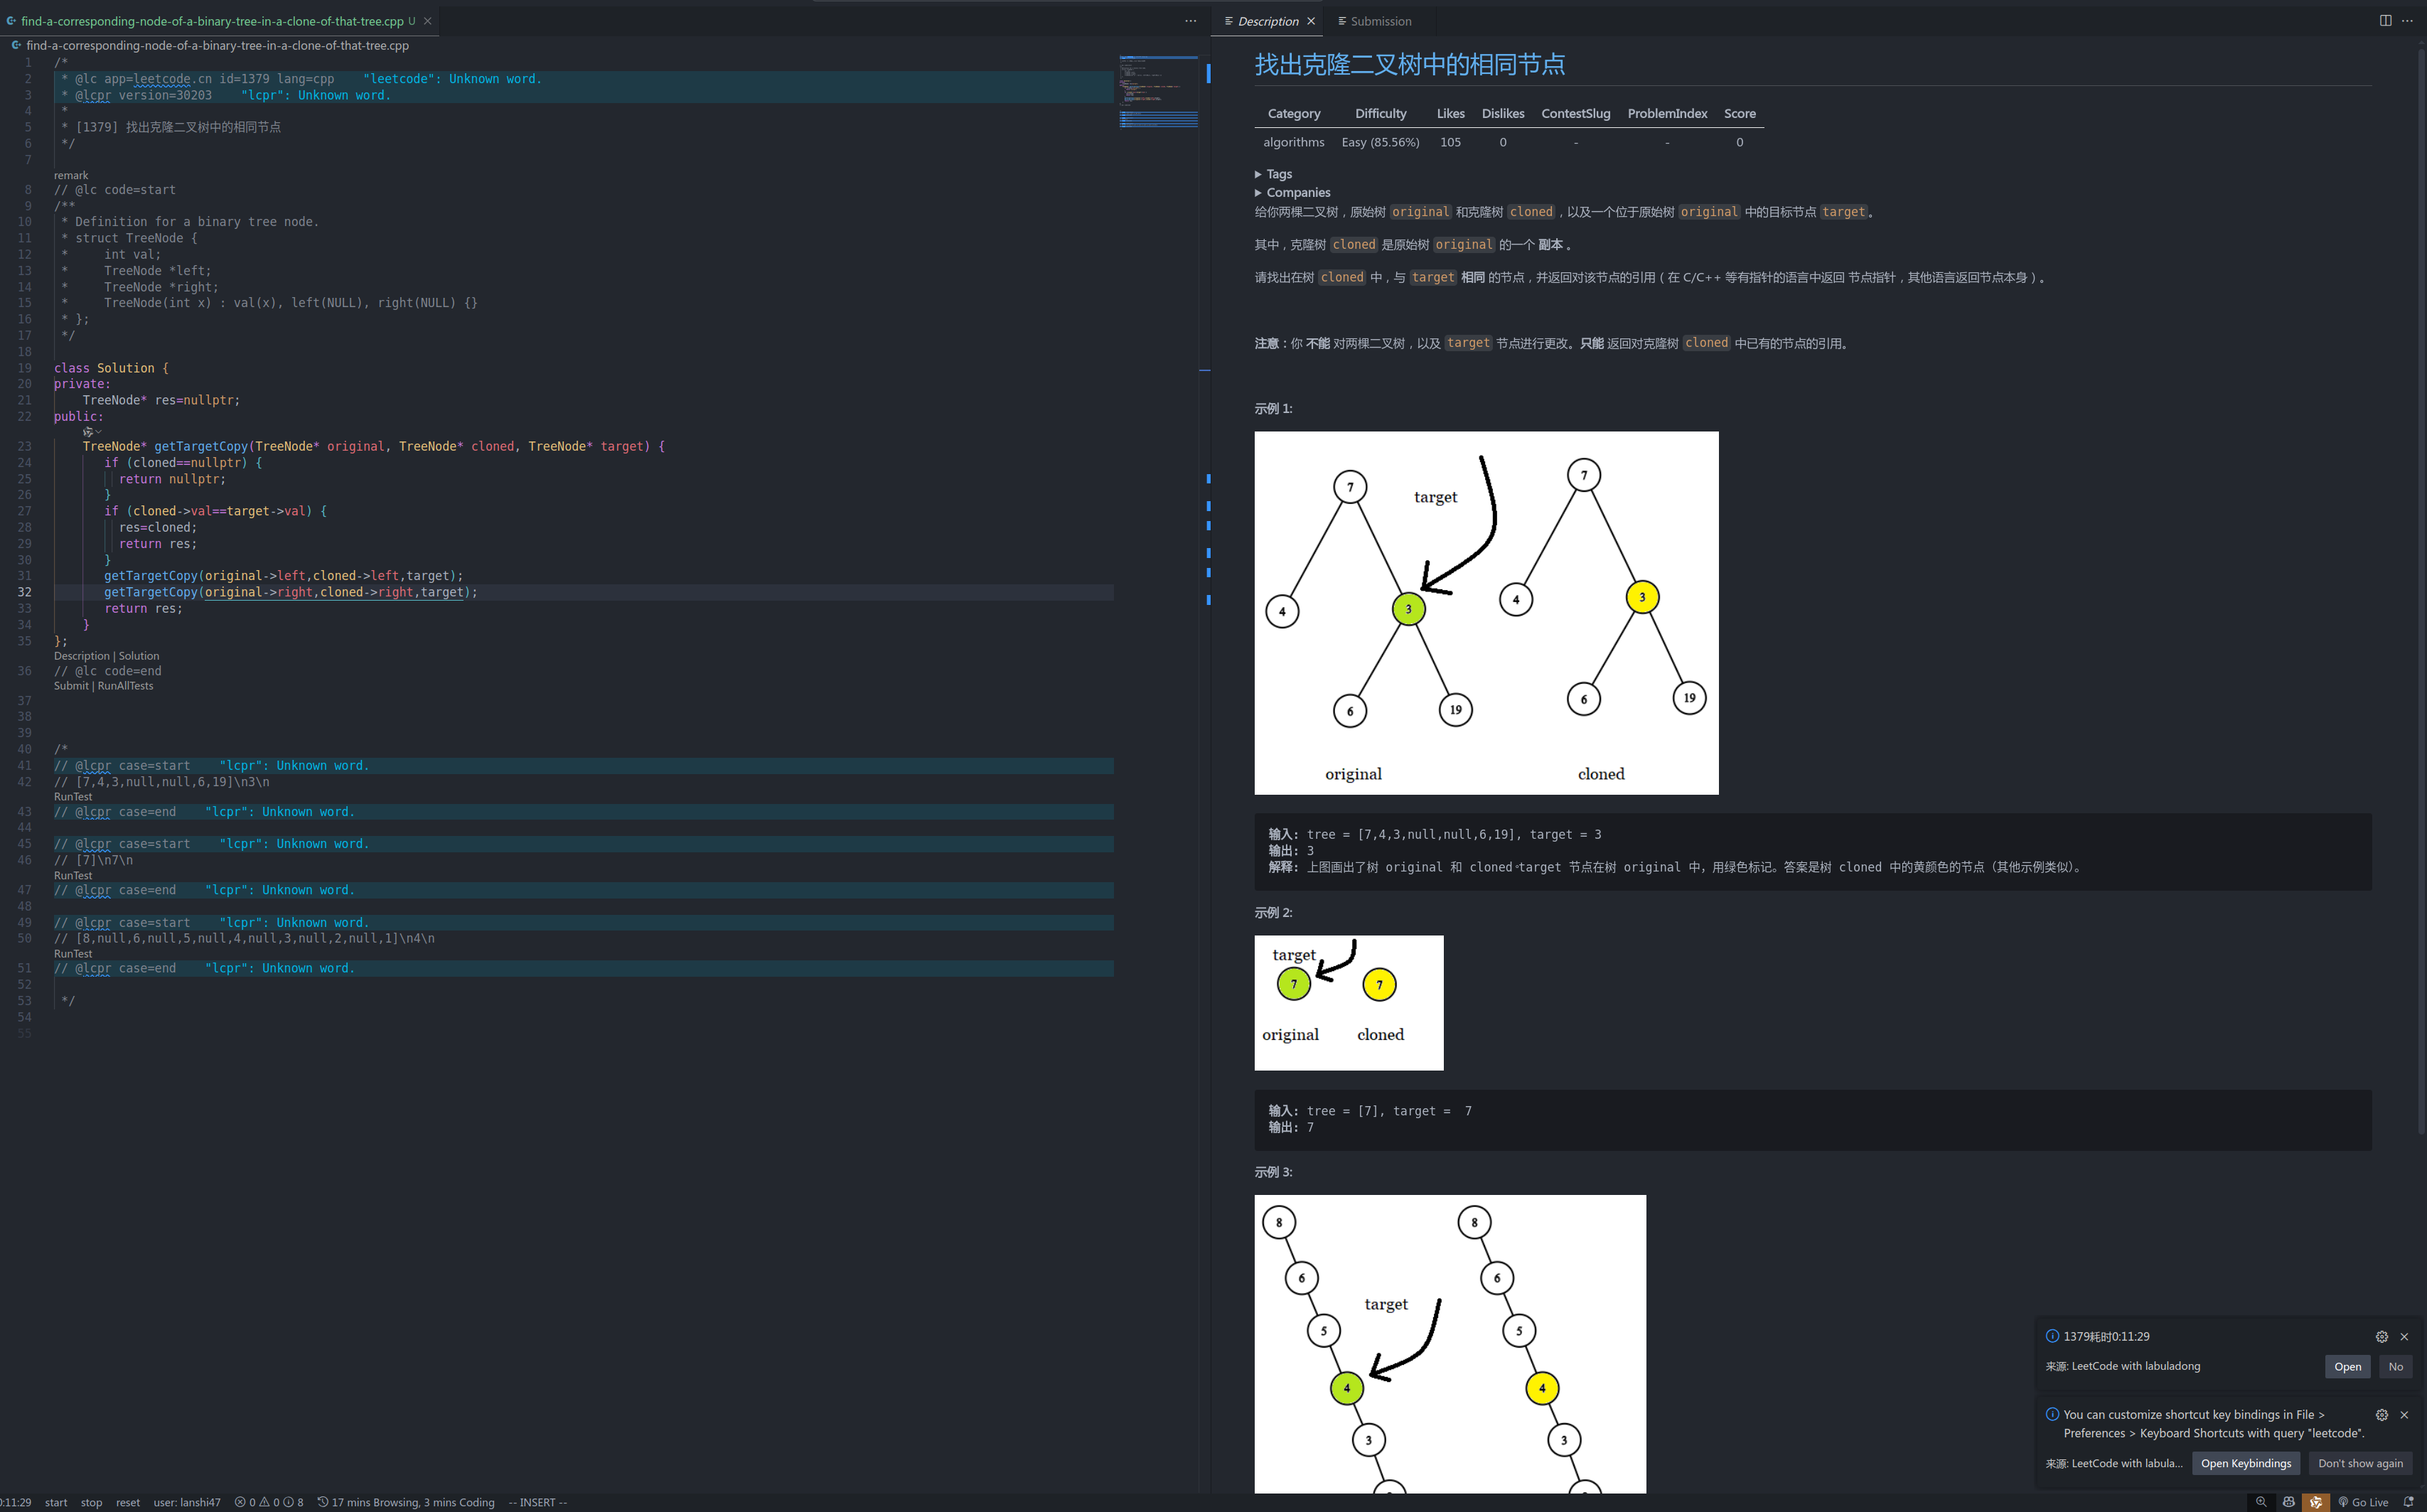 find-a-corresponding-node-of-a-binary-tree-in-a-clone-of-that-tree.cpp U
find-a-corresponding-node-of-a-binary-tree-in-a-clone-of-that-tree.cpp
1 /*
2 * @lc app=leetcode.cn id=1379 lang=cpp "leetcode": Unknown word.
3 * @lcpr version=30203 "lcpr": Unknown word.
4 *
5 * [1379] 找出克隆二叉树中的相同节点
6 */
7
remark
8 // @lc code=start
9 /**
10 * Definition for a binary tree node.
11 * struct TreeNode {
12 *     int val;
13 *     TreeNode *left;
14 *     TreeNode *right;
15 *     TreeNode(int x) : val(x), left(NULL), right(NULL) {}
16 * };
17 */
18
19 class Solution {
20 private:
21     TreeNode* res=nullptr;
22 public:
23     TreeNode* getTargetCopy(TreeNode* original, TreeNode* cloned, TreeNode* target) {
24        if (cloned==nullptr) {
25          return nullptr;
26        }
27        if (cloned->val==target->val) {
28          res=cloned;
29          return res;
30        }
31        getTargetCopy(original->left,cloned->left,target);
32        getTargetCopy(original->right,cloned->right,target);
33        return res;
34     }
35 };
Description | Solution
36 // @lc code=end
Submit | RunAllTests
37
38
39
40 /*
41 // @lcpr case=start "lcpr": Unknown word.
42 // [7,4,3,null,null,6,19]\n3\n
RunTest
43 // @lcpr case=end "lcpr": Unknown word.
44
45 // @lcpr case=start "lcpr": Unknown word.
46 // [7]\n7\n
RunTest
47 // @lcpr case=end "lcpr": Unknown word.
48
49 // @lcpr case=start "lcpr": Unknown word.
50 // [8,null,6,null,5,null,4,null,3,null,2,null,1]\n4\n
RunTest
51 // @lcpr case=end "lcpr": Unknown word.
52
53 */
54
55
Description Submission
找出克隆二叉树中的相同节点
Category Difficulty Likes Dislikes ContestSlug ProblemIndex Score
algorithms Easy (85.56%) 105 0 - - 0
Tags
Companies
给你两棵二叉树，原始树 original 和克隆树 cloned，以及一个位于原始树 original 中的目标节点 target。
其中，克隆树 cloned 是原始树 original 的一个 副本 。
请找出在树 cloned 中，与 target 相同 的节点，并返回对该节点的引用（在 C/C++ 等有指针的语言中返回 节点指针，其他语言返回节点本身）。
注意：你 不能 对两棵二叉树，以及 target 节点进行更改。只能 返回对克隆树 cloned 中已有的节点的引用。
示例 1:
7 target 7
4 3 4 3
6 19 6 19
original cloned
输入: tree = [7,4,3,null,null,6,19], target = 3
输出: 3
解释: 上图画出了树 original 和 cloned。target 节点在树 original 中，用绿色标记。答案是树 cloned 中的黄颜色的节点（其他示例类似）。
示例 2:
target
7 7
original cloned
输入: tree = [7], target =  7
输出: 7
示例 3:
8 8
6 6
target
5 5
4 4
3 3
1379耗时0:11:29
来源: LeetCode with labuladong Open No
You can customize shortcut key bindings in File >
Preferences > Keyboard Shortcuts with query "leetcode".
来源: LeetCode with labula... Open Keybindings Don't show again
0:11:29 start stop reset user: lanshi47 0 0 8 17 mins Browsing, 3 mins Coding -- INSERT -- Go Live